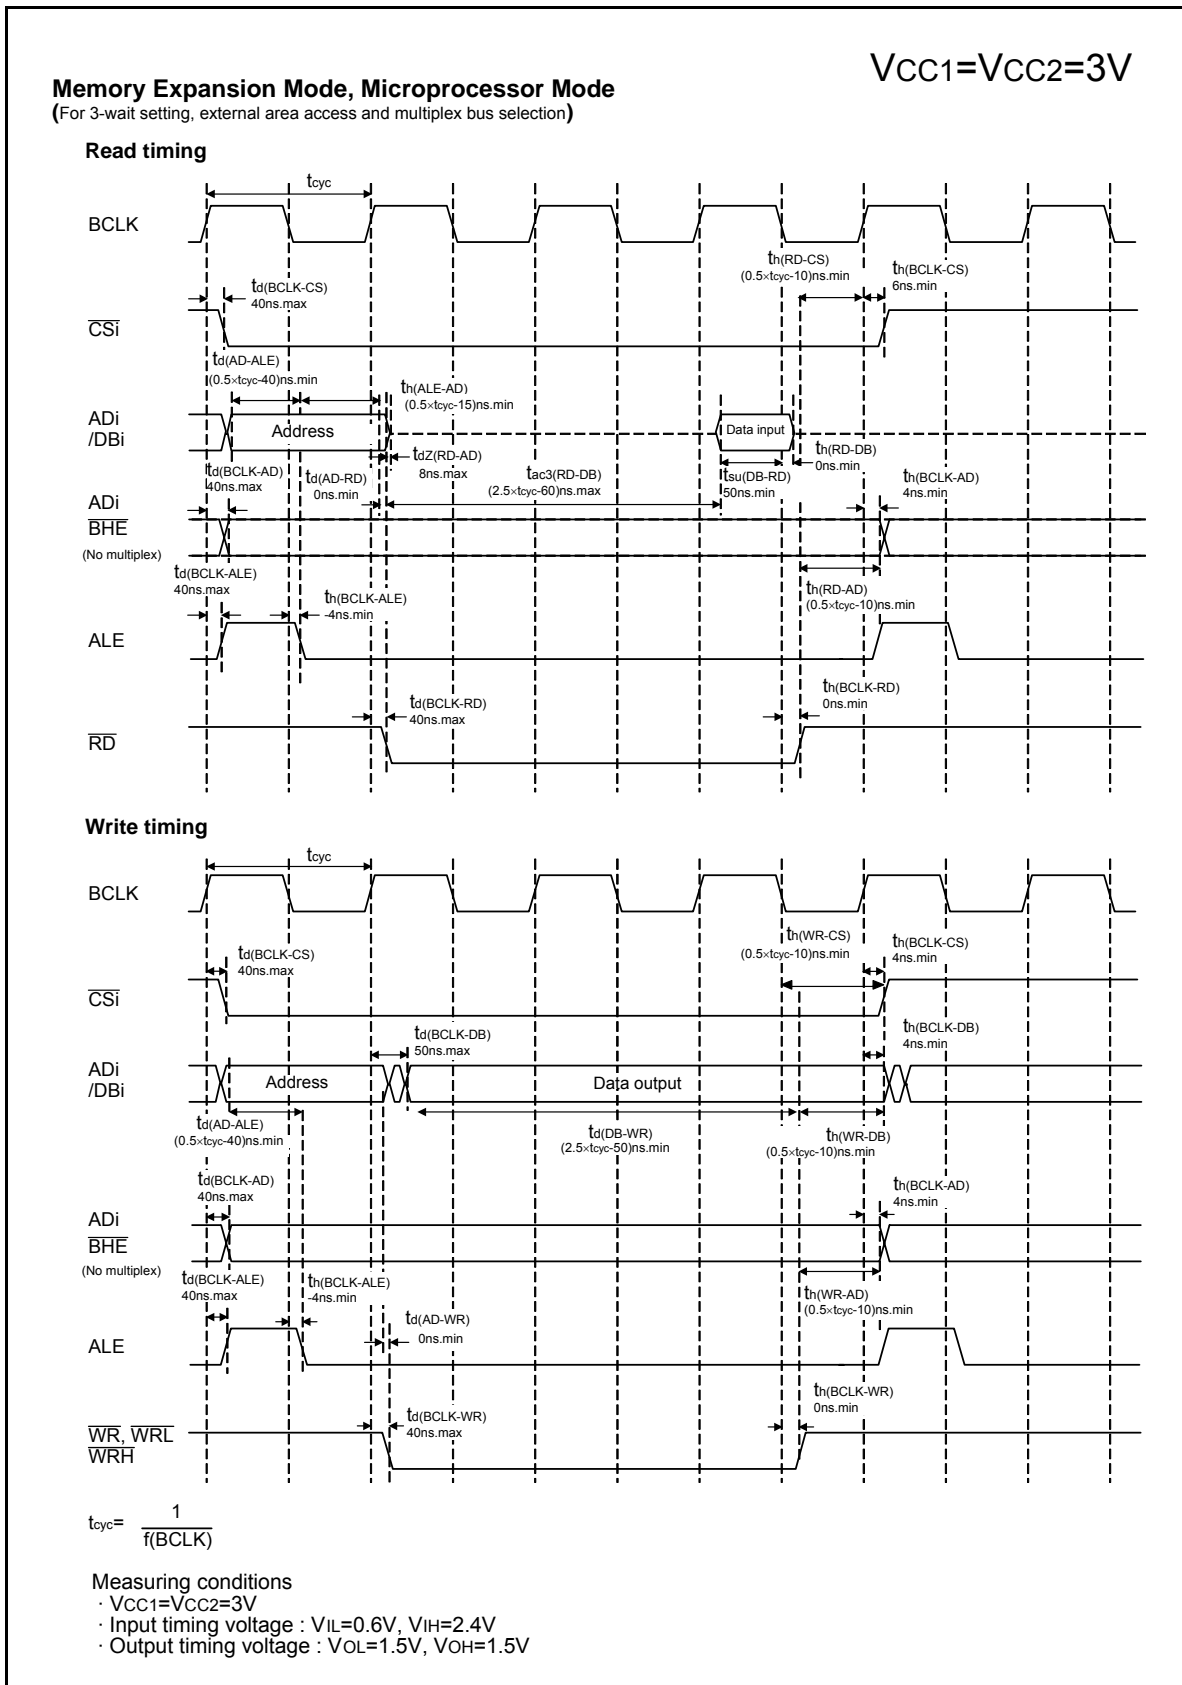 VCC1=VCC2=3V
Memory Expansion Mode, Microprocessor Mode
(For 3-wait setting, external area access and multiplex bus selection)
Read timing
tcyc
BCLK
th(RD-CS)
(0.5×tcyc-10)ns.min
th(BCLK-CS)
6ns.min
td(BCLK-CS)
40ns.max
CSi
td(AD-ALE)
(0.5×tcyc-40)ns.min
th(ALE-AD)
(0.5×tcyc-15)ns.min
ADi
/DBi
Address
Data input
td(BCLK-AD)
40ns.max
td(AD-RD)
0ns.min
tdZ(RD-AD)
8ns.max
tac3(RD-DB)
(2.5×tcyc-60)ns.max
tsu(DB-RD)
50ns.min
th(RD-DB)
0ns.min
th(BCLK-AD)
4ns.min
ADi
BHE
(No multiplex)
td(BCLK-ALE)
40ns.max
th(BCLK-ALE)
-4ns.min
th(RD-AD)
(0.5×tcyc-10)ns.min
ALE
td(BCLK-RD)
40ns.max
th(BCLK-RD)
0ns.min
RD
Write timing
tcyc
BCLK
th(WR-CS)
(0.5×tcyc-10)ns.min
th(BCLK-CS)
4ns.min
td(BCLK-CS)
40ns.max
CSi
td(BCLK-DB)
50ns.max
th(BCLK-DB)
4ns.min
ADi
/DBi
Address
Data output
td(AD-ALE)
(0.5×tcyc-40)ns.min
td(DB-WR)
(2.5×tcyc-50)ns.min
th(WR-DB)
(0.5×tcyc-10)ns.min
td(BCLK-AD)
40ns.max
th(BCLK-AD)
4ns.min
ADi
BHE
(No multiplex)
td(BCLK-ALE)
40ns.max
th(BCLK-ALE)
-4ns.min
td(AD-WR)
0ns.min
th(WR-AD)
(0.5×tcyc-10)ns.min
ALE
td(BCLK-WR)
40ns.max
th(BCLK-WR)
0ns.min
WR, WRL
WRH
tcyc= 1
f(BCLK)
Measuring conditions
· VCC1=VCC2=3V
· Input timing voltage : VIL=0.6V, VIH=2.4V
· Output timing voltage : VOL=1.5V, VOH=1.5V